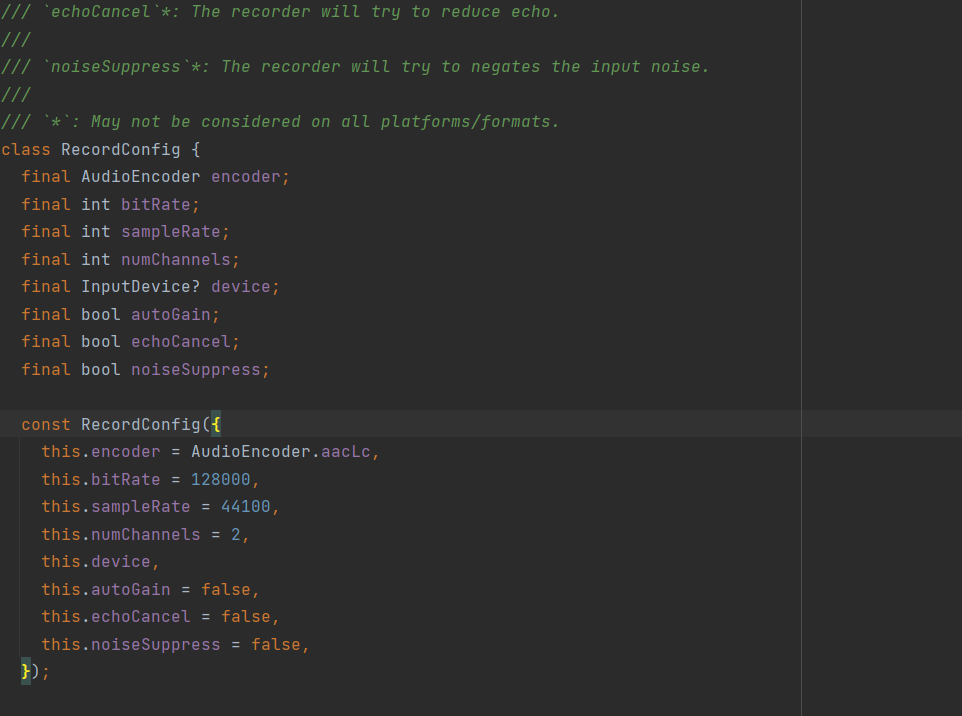 /// `echoCancel`*: The recorder will try to reduce echo.
///
/// `noiseSuppress`*: The recorder will try to negates the input noise.
///
/// `*`: May not be considered on all platforms/formats.
class RecordConfig {
  final AudioEncoder encoder;
  final int bitRate;
  final int sampleRate;
  final int numChannels;
  final InputDevice? device;
  final bool autoGain;
  final bool echoCancel;
  final bool noiseSuppress;

  const RecordConfig({
    this.encoder = AudioEncoder.aacLc,
    this.bitRate = 128000,
    this.sampleRate = 44100,
    this.numChannels = 2,
    this.device,
    this.autoGain = false,
    this.echoCancel = false,
    this.noiseSuppress = false,
  });